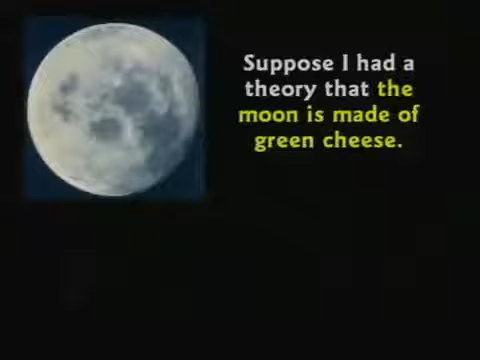 Suppose I had a
theory that the
moon is made of
green cheese.